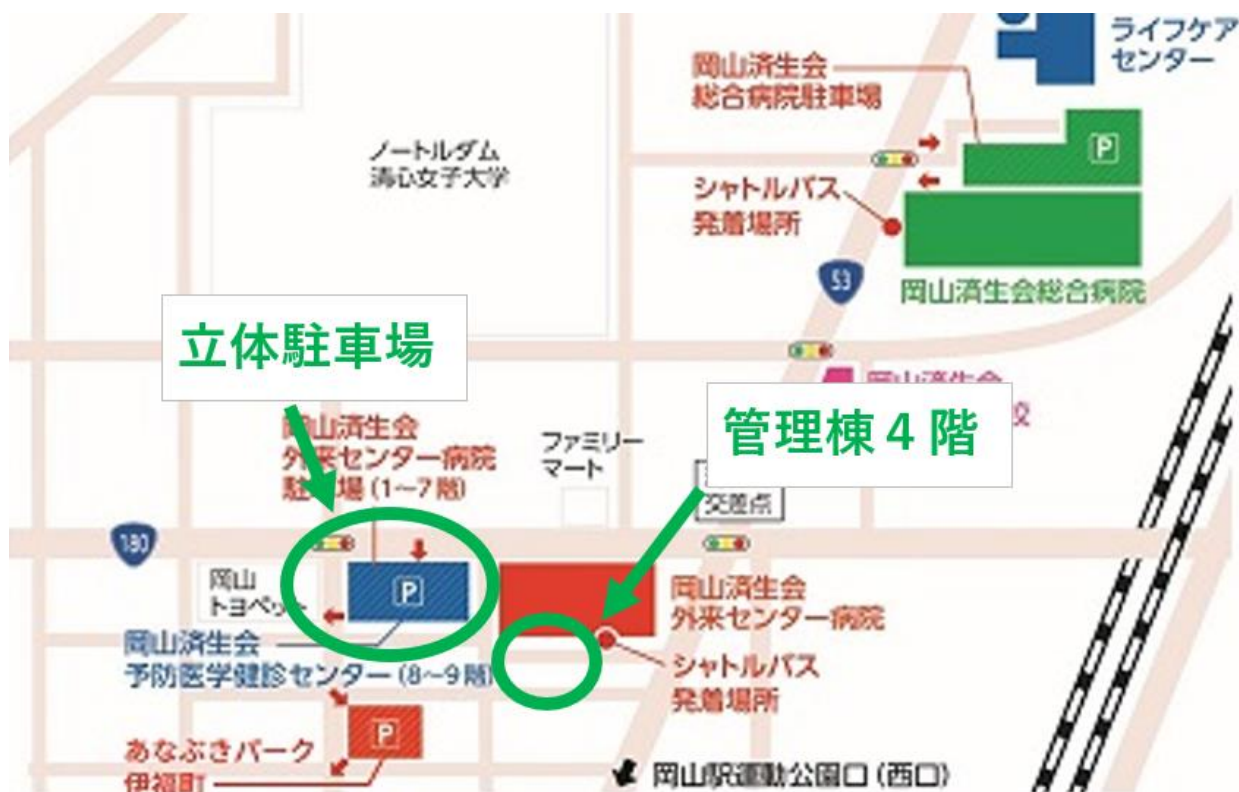 ライフケア
センター
岡山済生会
総合病院駐車場
P
ノートルダム
清心女子大学
シャトルバス
発着場所
53
岡山済生会総合病院
立体駐車場
管理棟4階
岡山済生会
外来センター病院
駐車場(1~7階)
ファミリー
マート
交差点
180
岡山
トヨペット
P
岡山済生会
外来センター病院
岡山済生会
予防医学健診センター(8~9階)
シャトルバス
発着場所
あなぶきパーク
伊福町
P
岡山駅運動公園口(西口)